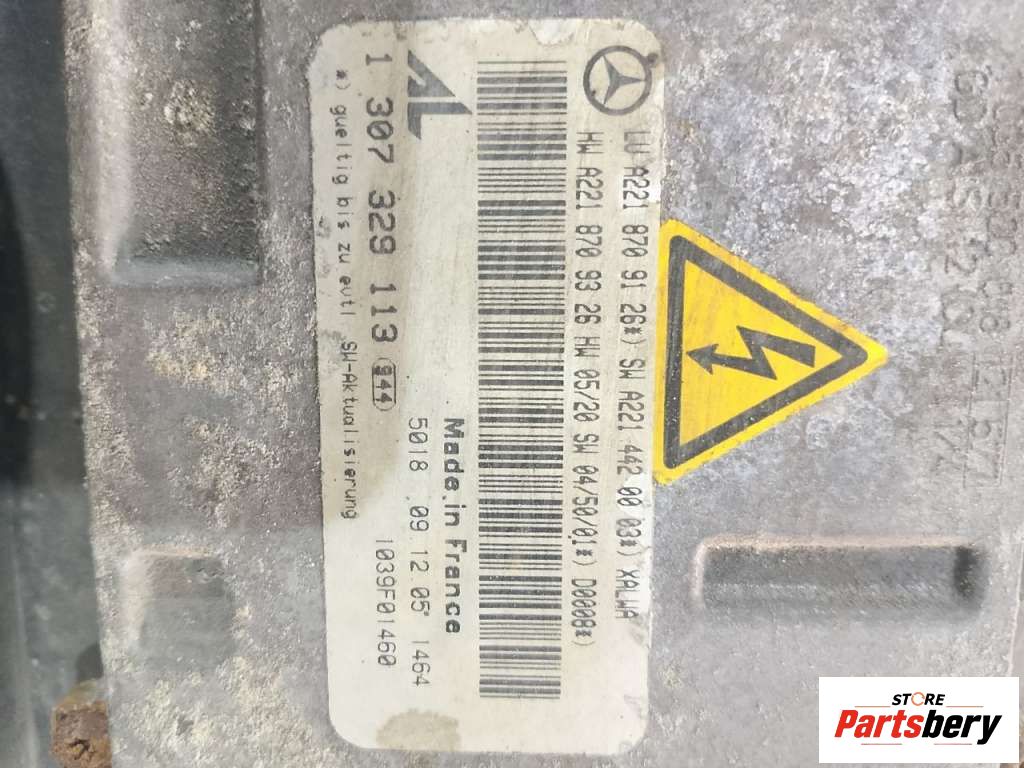 LU A221 870 91 26*) SW A221 442 00 03*) XALWA
HW A221 870 93 26 HW 05/20 SW 04/50/0,*) D0008*)
Made in France
5018 09 12 05 1464
AL
1 307 329 113 944
1039F01460
*) gueltig bis zu evtl. SW-Aktualisierung
STORE
Partsbery